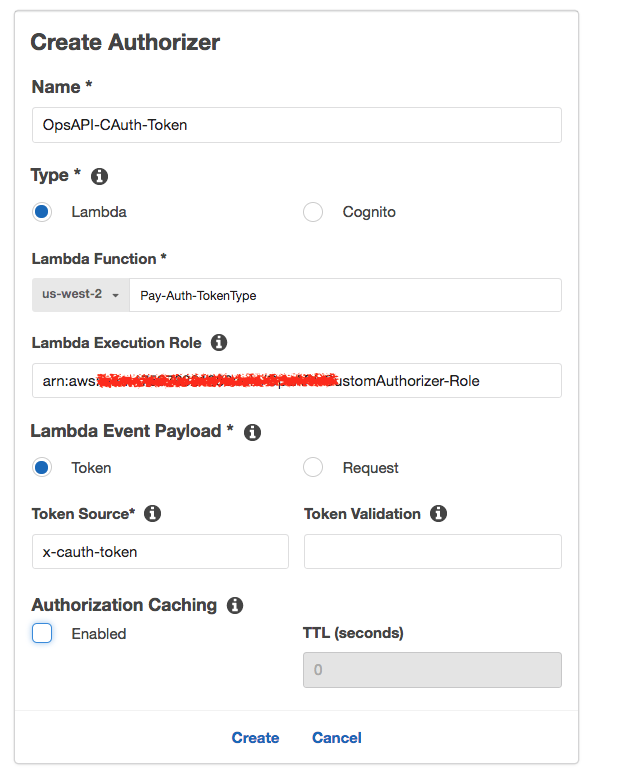 Create Authorizer
Name *
OpsAPI-CAuth-Token
Type *
Lambda Cognito
Lambda Function *
us-west-2 Pay-Auth-TokenType
Lambda Execution Role
arn:aws: ustomAuthorizer-Role
Lambda Event Payload *
Token Request
Token Source* Token Validation
x-cauth-token
Authorization Caching
Enabled TTL (seconds)
0
Create Cancel